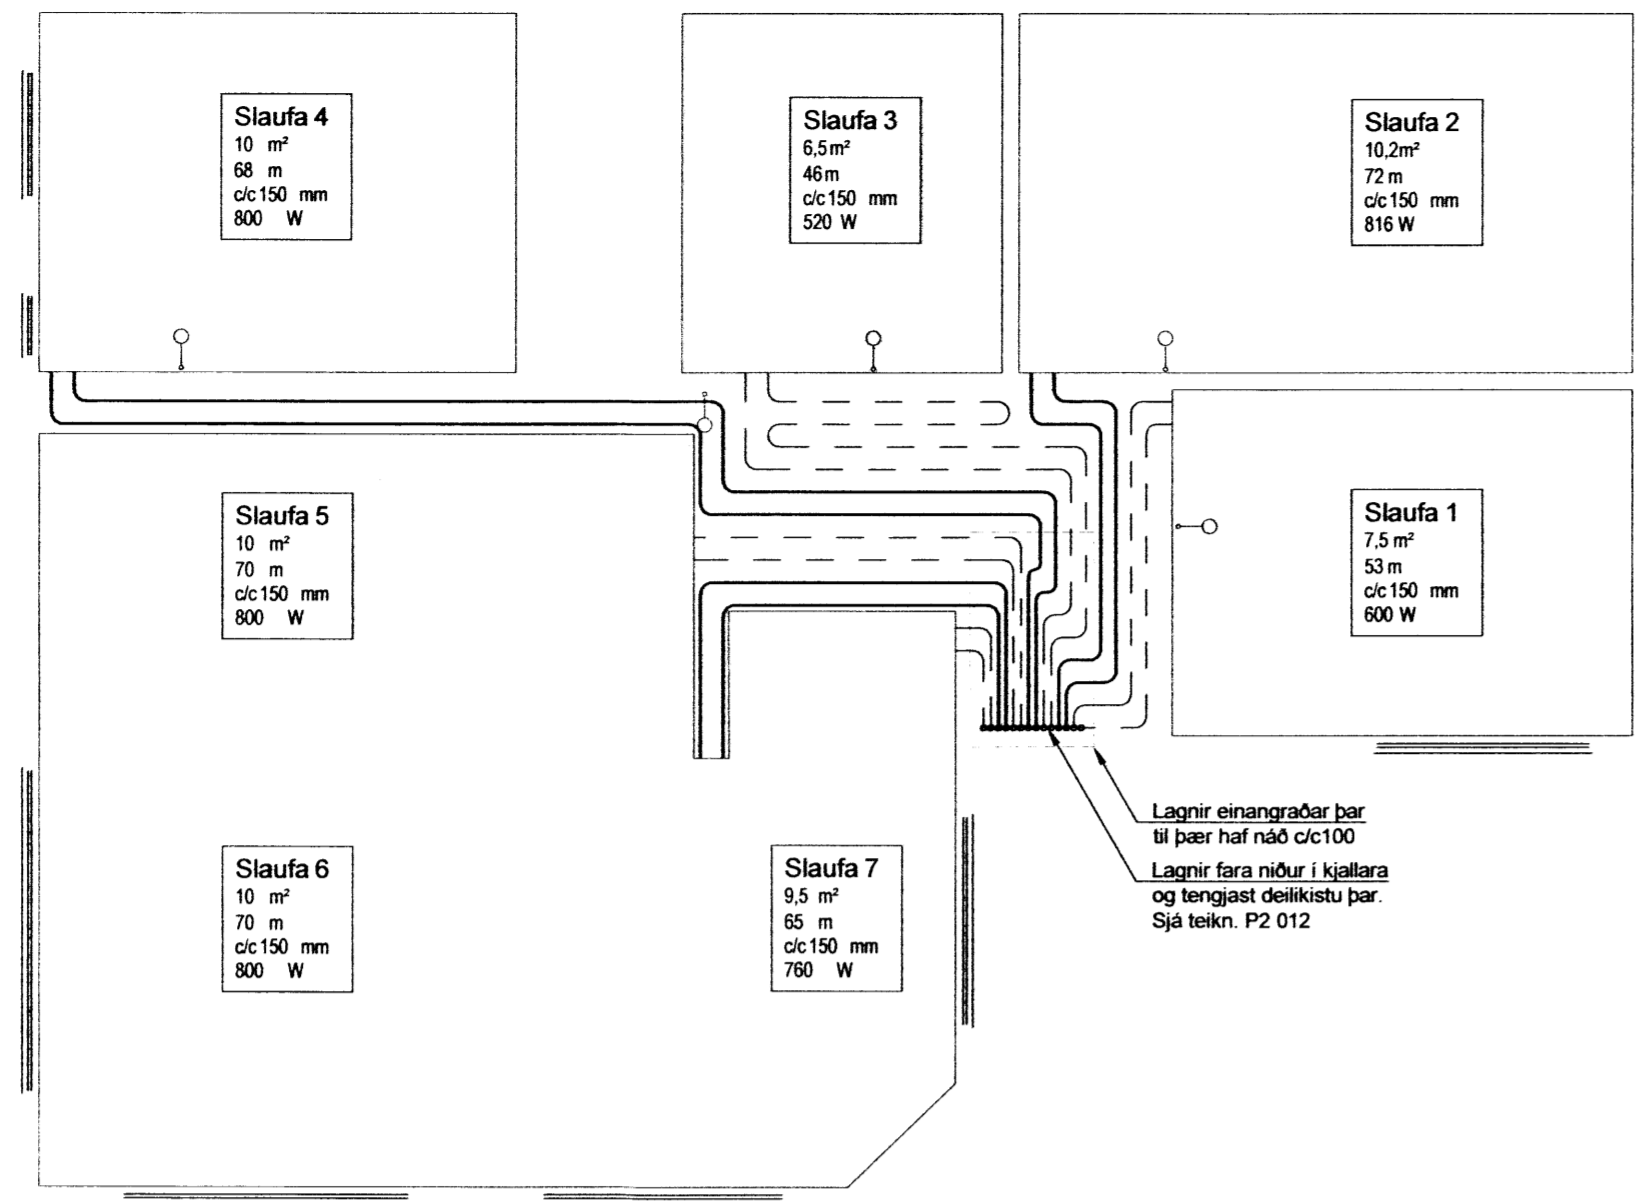 Slaufa 4
10 m²
68 m
c/c 150 mm
800 W
Slaufa 3
6,5 m²
46 m
c/c 150 mm
520 W
Slaufa 2
10,2m²
72 m
c/c 150 mm
816 W
Slaufa 5
10 m²
70 m
c/c 150 mm
800 W
Slaufa 1
7,5 m²
53 m
c/c 150 mm
600 W
Slaufa 6
10 m²
70 m
c/c 150 mm
800 W
Slaufa 7
9,5 m²
65 m
c/c 150 mm
760 W
Lagnir einangraðar þar
til þær haf náð c/c100
Lagnir fara niður í kjallara
og tengjast deilikistu þar.
Sjá teikn. P2 012